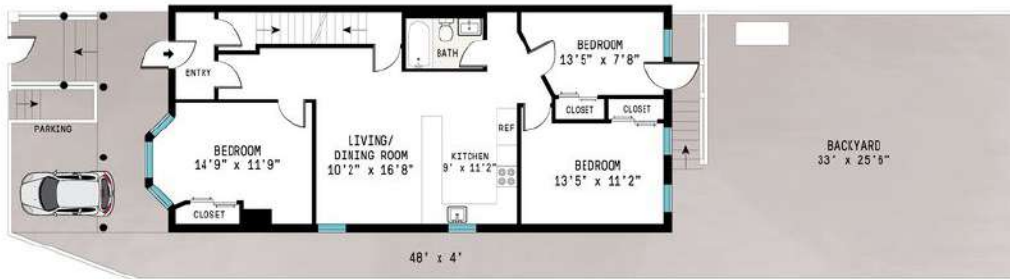 BATH
BEDROOM
13'5" x 7'8"
ENTRY
CLOSET
CLOSET
PARKING
REF
LIVING/
DINING ROOM
10'2" x 16'8"
BEDROOM
14'9" x 11'9"
KITCHEN
9' x 11'2"
BEDROOM
13'5" x 11'2"
BACKYARD
33' x 25'6"
CLOSET
48' x 4'